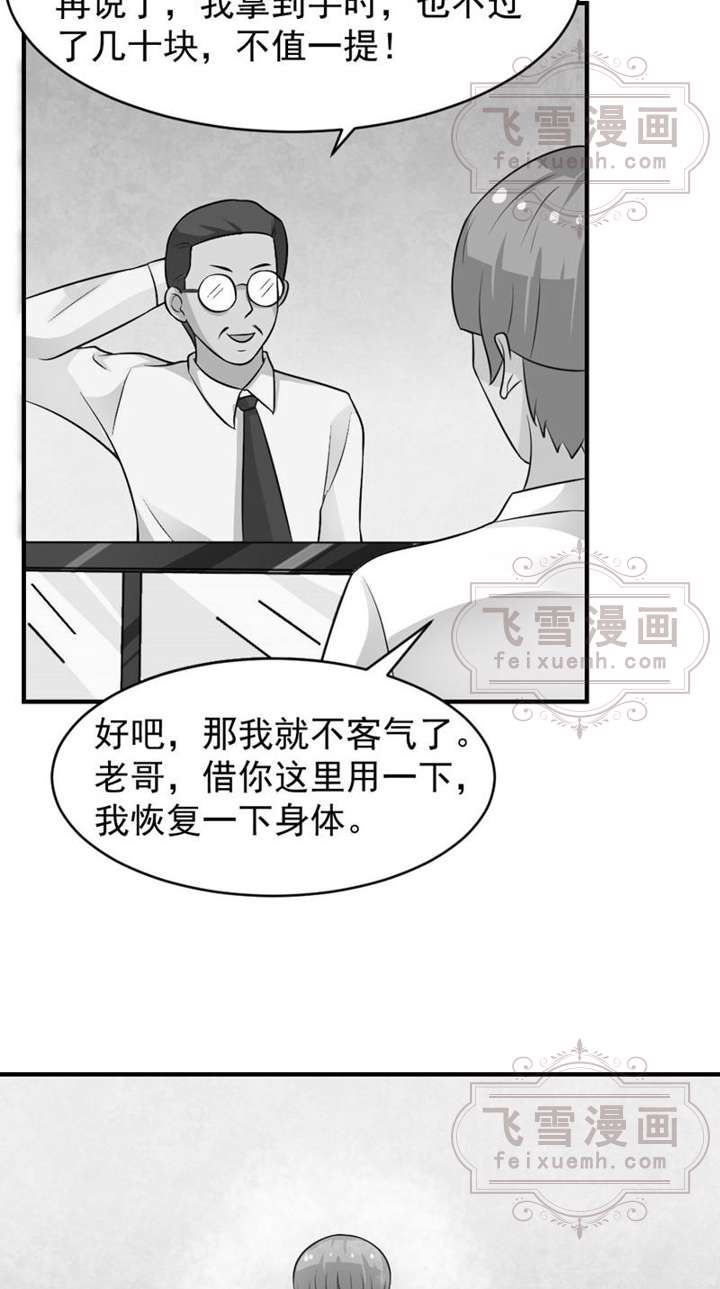 再说了，我拿到手时，也不过
了几十块，不值一提！
飞雪漫画
feixuemh.com
飞雪漫画
feixuemh.com
好吧，那我就不客气了。
老哥，借你这里用一下，
我恢复一下身体。
飞雪漫画
feixuemh.com